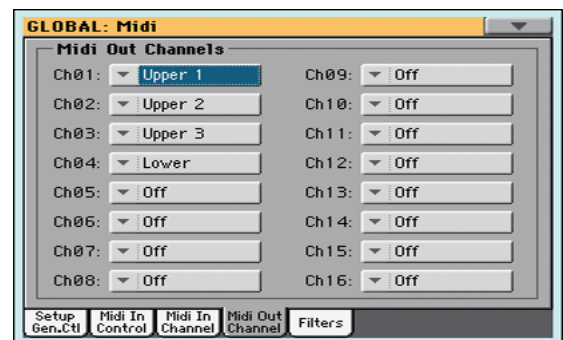 GLOBAL: Midi
Midi Out Channels
Ch01: Upper 1
Ch02: Upper 2
Ch03: Upper 3
Ch04: Lower
Ch05: Off
Ch06: Off
Ch07: Off
Ch08: Off
Ch09: Off
Ch10: Off
Ch11: Off
Ch12: Off
Ch13: Off
Ch14: Off
Ch15: Off
Ch16: Off
Setup Gen.Ctl
Midi In Control
Midi In Channel
Midi Out Channel
Filters